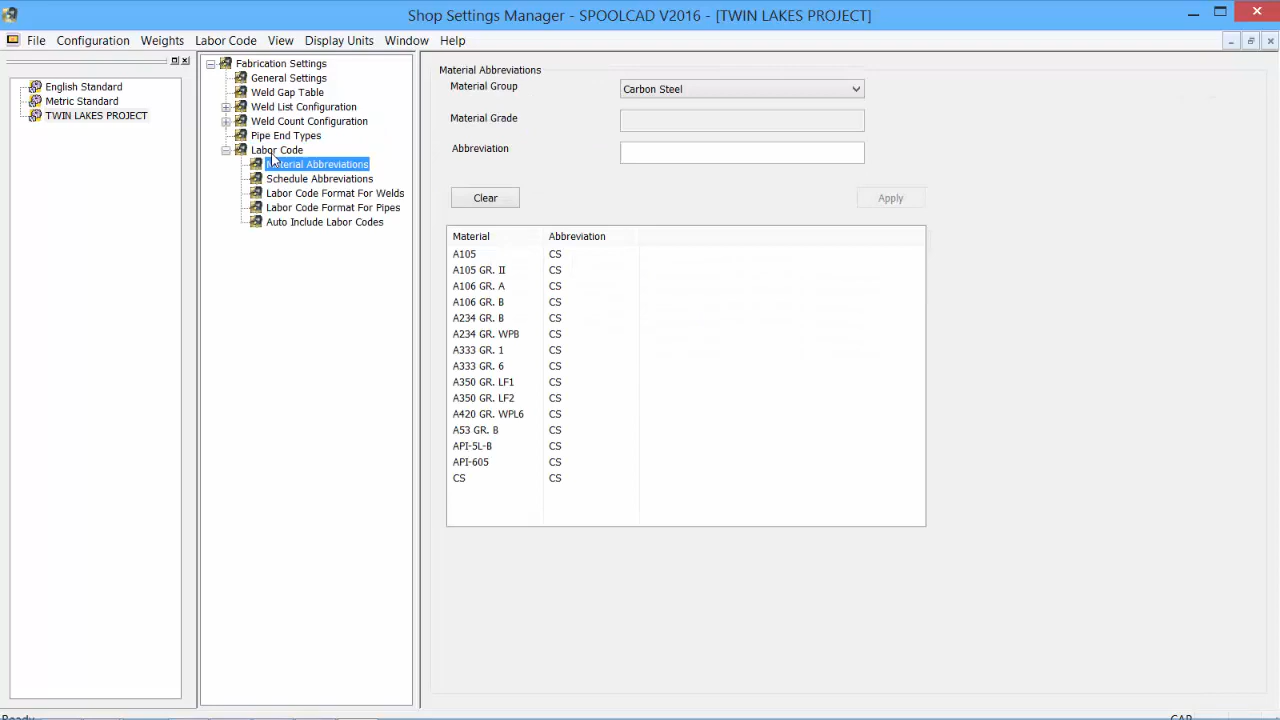 Shop Settings Manager - SPOOLCAD V2016 - [TWIN LAKES PROJECT]
File Configuration Weights Labor Code View Display Units Window Help
English Standard
Metric Standard
TWIN LAKES PROJECT
Fabrication Settings
General Settings
Weld Gap Table
Weld List Configuration
Weld Count Configuration
Pipe End Types
Labor Code
Material Abbreviations
Schedule Abbreviations
Labor Code Format For Welds
Labor Code Format For Pipes
Auto Include Labor Codes
Material Abbreviations
Material Group Carbon Steel
Material Grade
Abbreviation
Clear Apply
Material Abbreviation
A105 CS
A105 GR. II CS
A106 GR. A CS
A106 GR. B CS
A234 GR. B CS
A234 GR. WPB CS
A333 GR. 1 CS
A333 GR. 6 CS
A350 GR. LF1 CS
A350 GR. LF2 CS
A420 GR. WPL6 CS
A53 GR. B CS
API-5L-B CS
API-605 CS
CS CS
Ready CAP